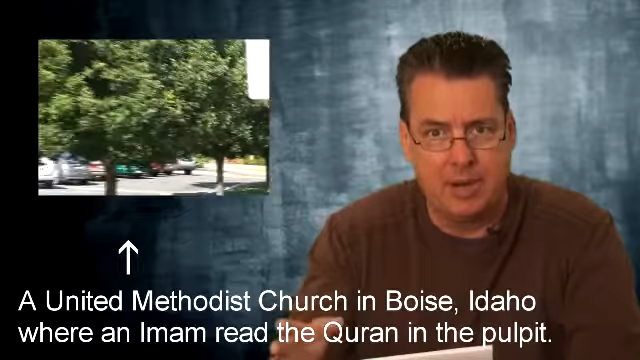 A United Methodist Church in Boise, Idaho
where an Imam read the Quran in the pulpit.